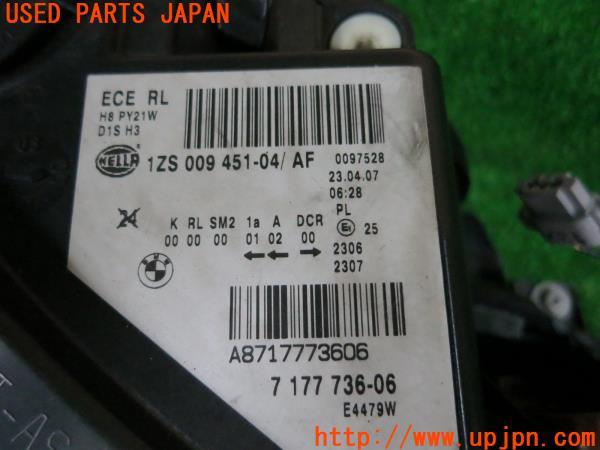 USED PARTS JAPAN
ECE RL
H8 PY21W
D1S H3
HELLA
1ZS 009 451-04/ AF
0097528
23.04.07
06:28
PL
24
K RL SM2 1a A DCR
00 00 00 01 02 00
E1 25
2306
2307
BMW
A8717773606
7 177 736-06
E4479W
www.upjpn.com